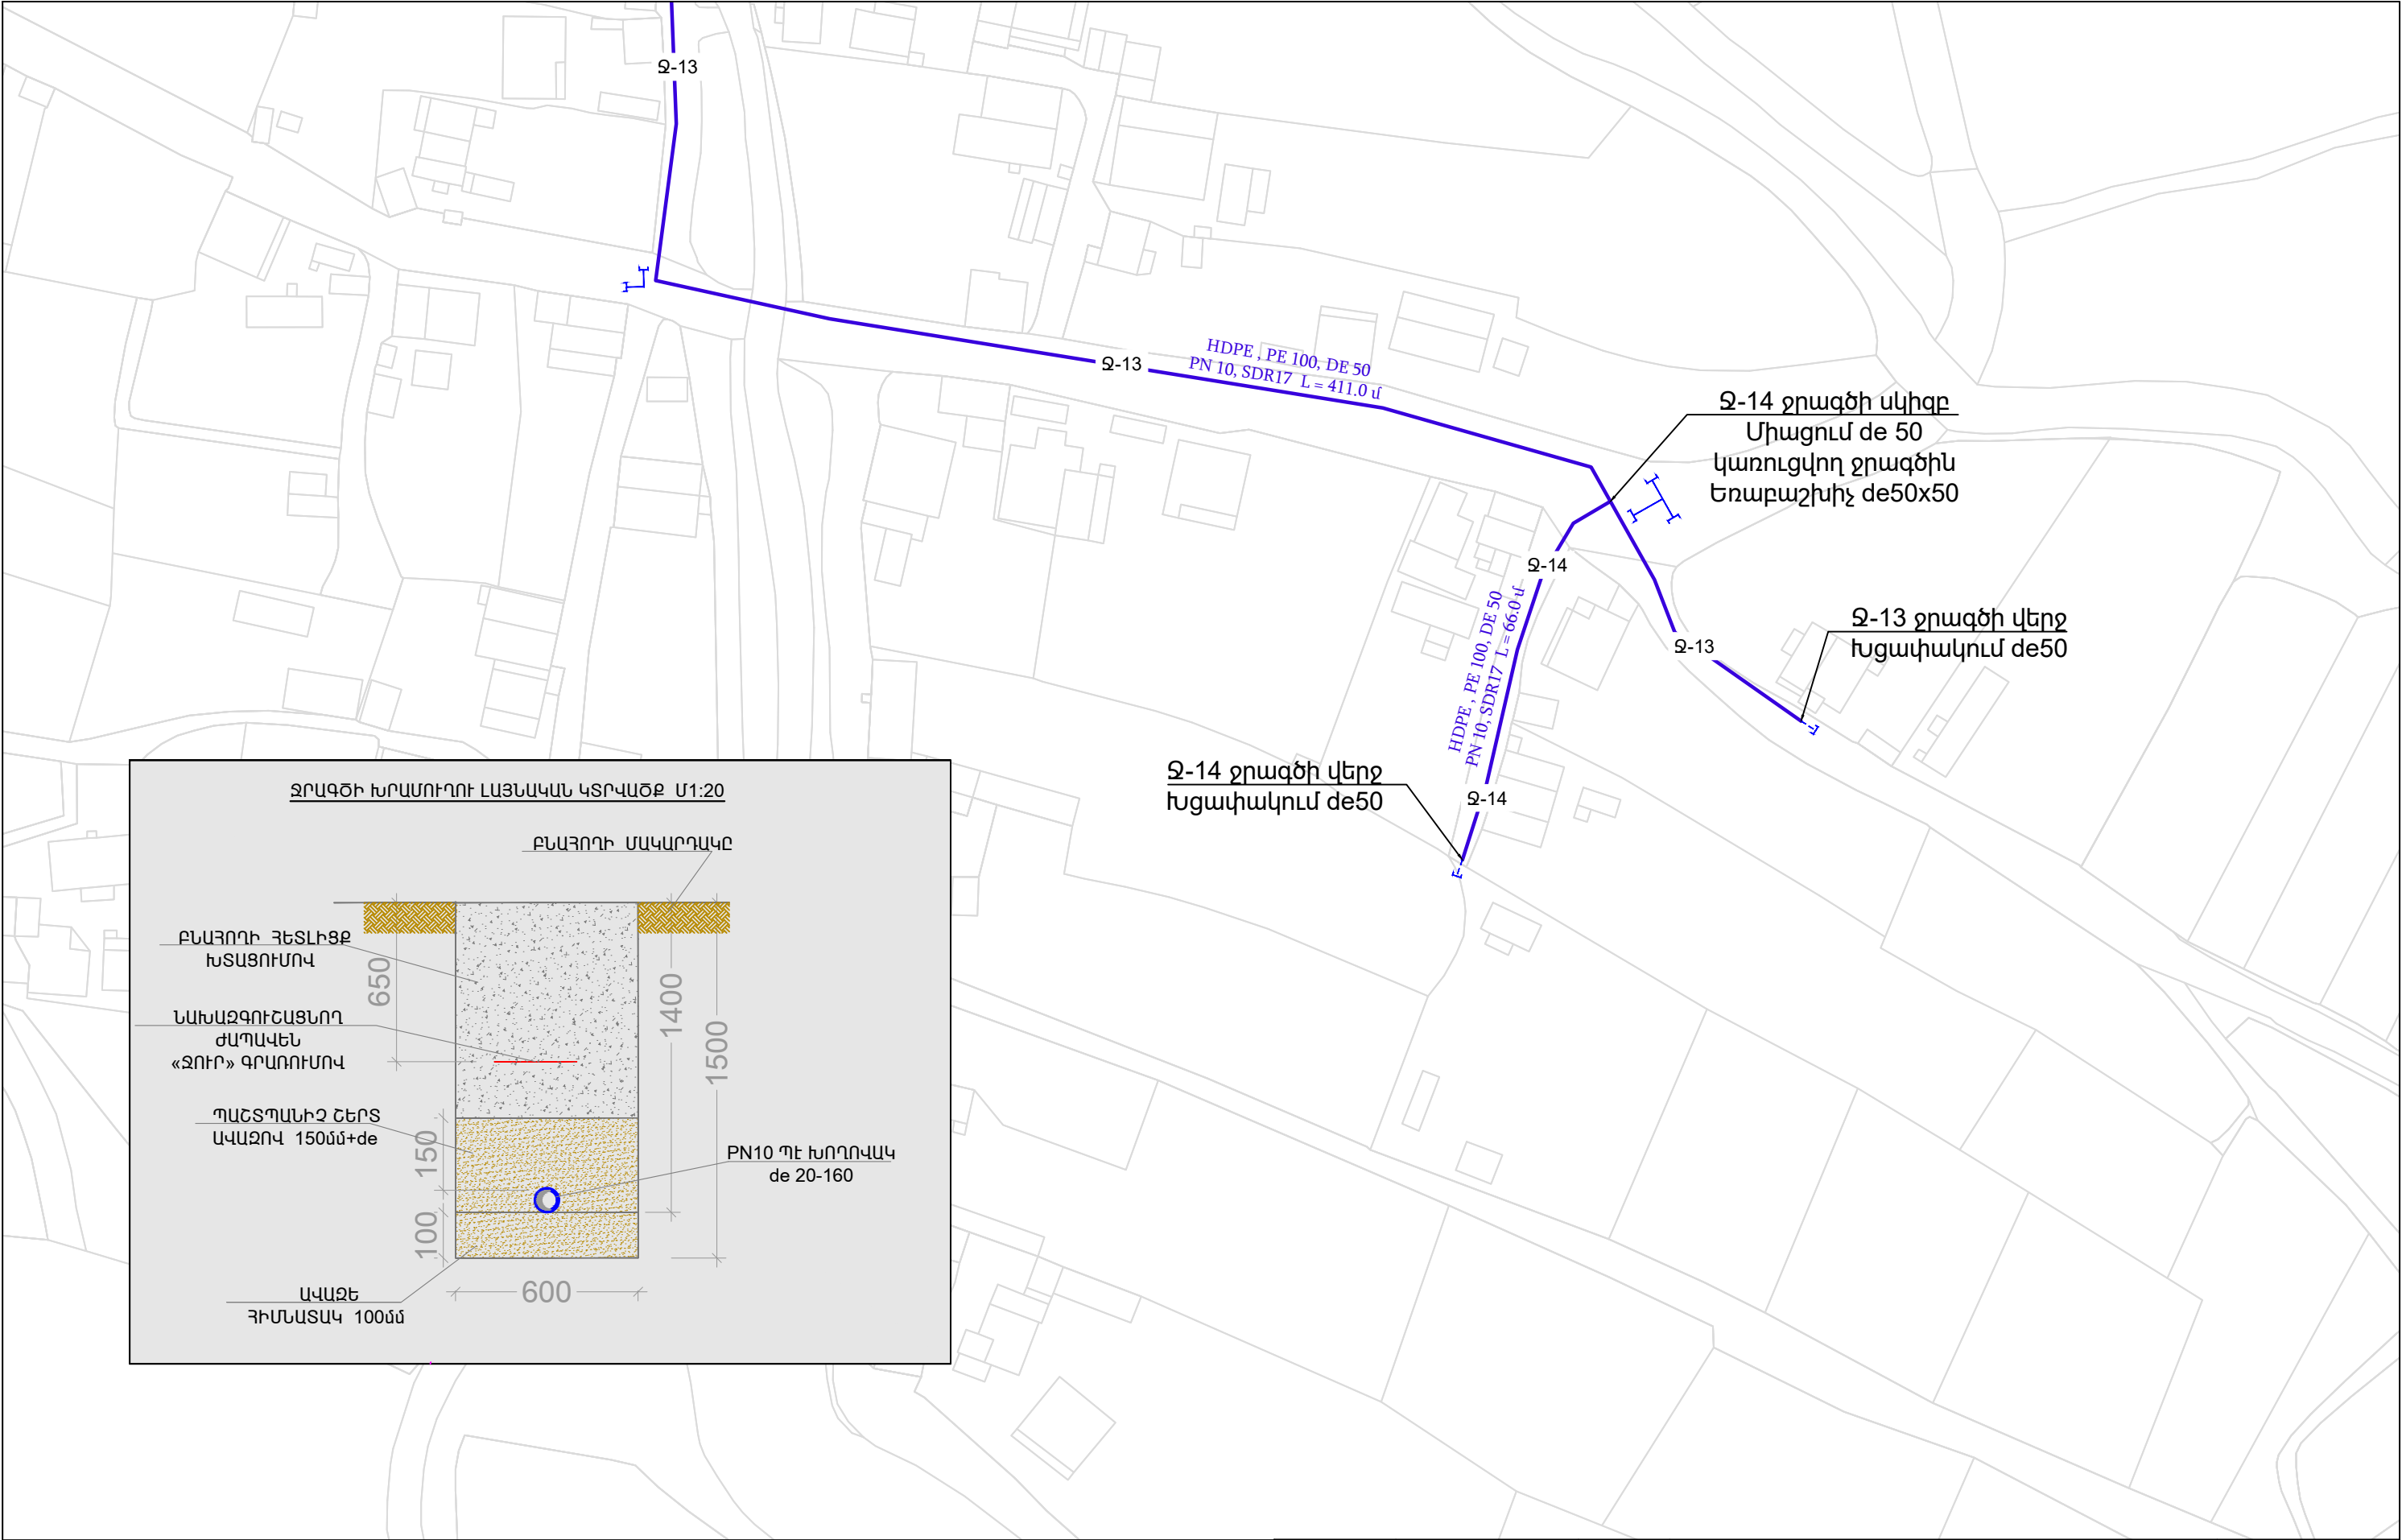 Ջ-13
Ջ-13
HDPE , PE 100, DE 50
PN 10, SDR17 L = 411.0 մ
Ջ-14 ջրագծի սկիզբ
Միացում de 50
կառուցվող ջրագծին
Եռաբաշխիչ de50x50
Ջ-14
HDPE , PE 100, DE 50
PN 10, SDR17 L = 66.0 մ
Ջ-13
Ջ-13 ջրագծի վերջ
Խցափակում de50
Ջ-14 ջրագծի վերջ
Խցափակում de50
Ջ-14
ՋՐԱԳԾԻ ԽՐԱՄՈՒՂՈՒ ԼԱՅՆԱԿԱՆ ԿՏՐՎԱԾՔ Մ1:20
ԲՆԱՀՈՂԻ ՄԱԿԱՐԴԱԿԸ
ԲՆԱՀՈՂԻ ՀԵՏԼԻՑՔ
ԽՏԱՑՈՒՄՈՎ
650
1400
1500
ՆԱԽԱԶԳՈՒՇԱՑՆՈՂ
ԺԱՊԱՎԵՆ
«ՋՈՒՐ» ԳՐԱՌՈՒՄՈՎ
ՊԱՇՏՊԱՆԻՉ ՇԵՐՏ
ԱՎԱԶՈՎ 150մմ+de
150
PN10 ՊԷ ԽՈՂՈՎԱԿ
de 20-160
100
600
ԱՎԱԶԵ
ՀԻՄՆԱՏԱԿ 100մմ